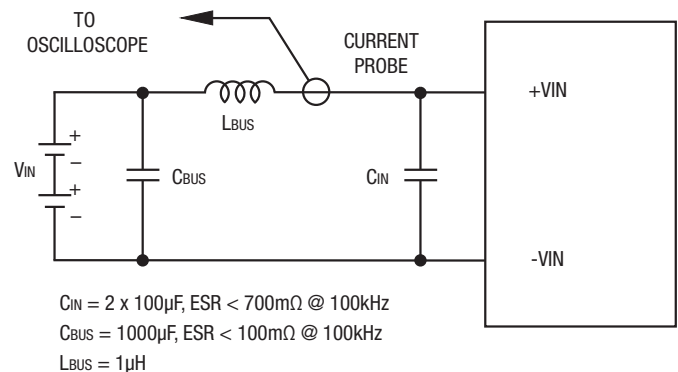 TO
OSCILLOSCOPE
CURRENT
PROBE
+VIN
LBUS
VIN
+
−
+
−
CBUS
CIN
-VIN
CIN = 2 x 100µF, ESR < 700mΩ @ 100kHz
CBUS = 1000µF, ESR < 100mΩ @ 100kHz
LBUS = 1µH